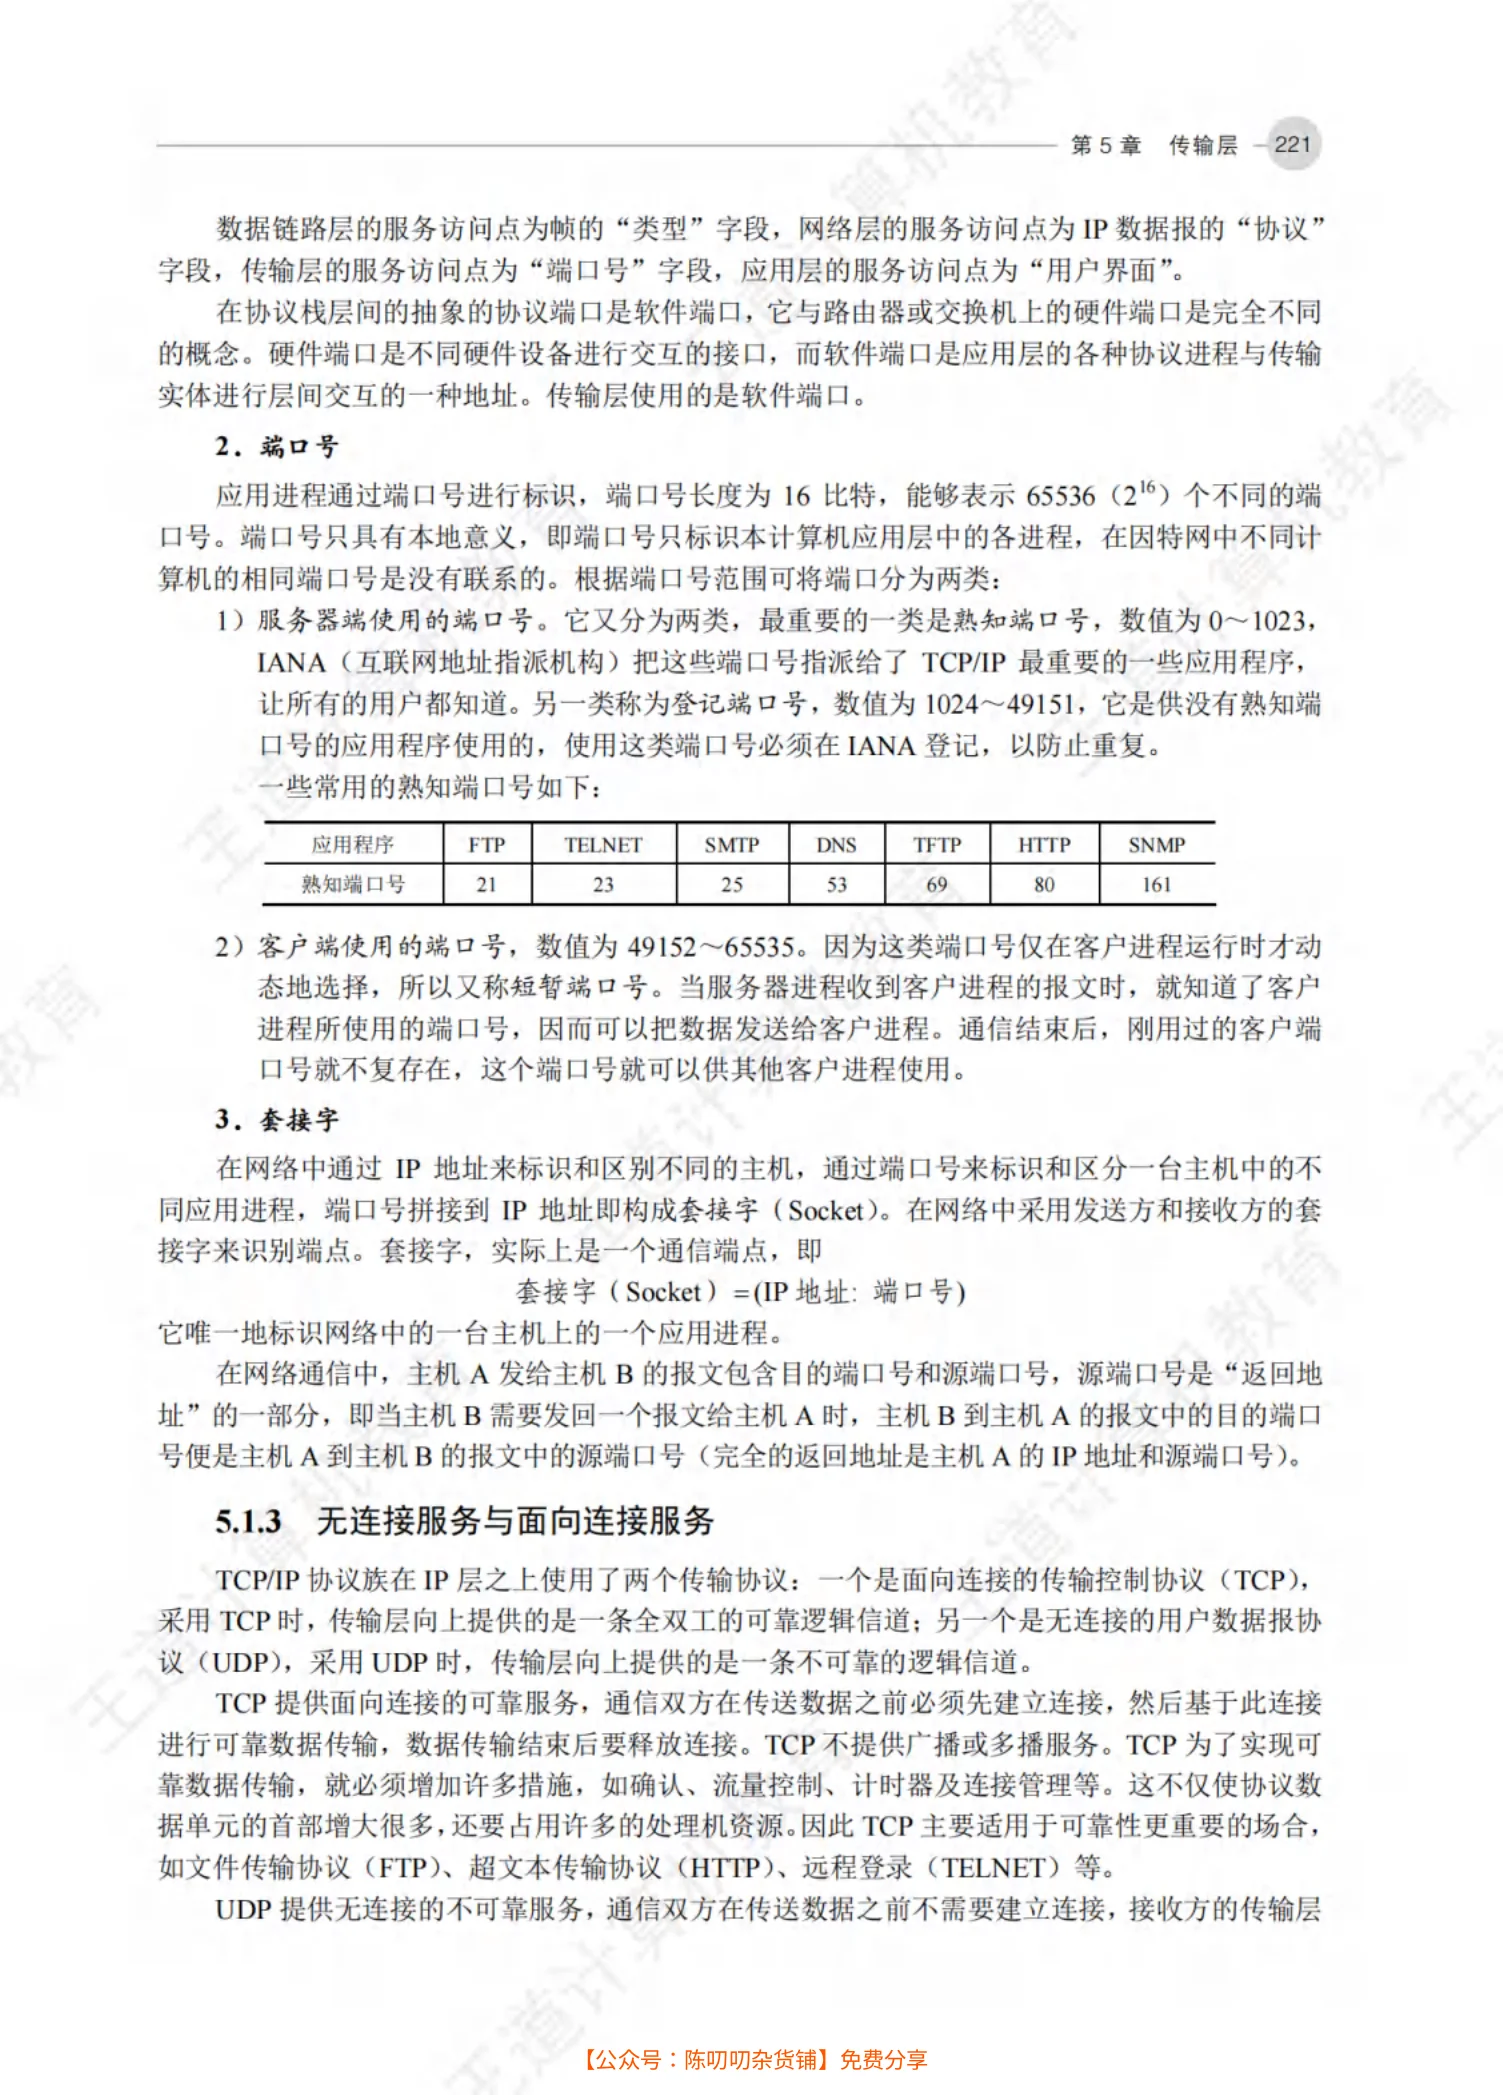 第 5 章 传输层 221
数据链路层的服务访问点为帧的“类型”字段，网络层的服务访问点为 IP 数据报的“协议”
字段，传输层的服务访问点为“端口号”字段，应用层的服务访问点为“用户界面”。
在协议栈层间的抽象的协议端口是软件端口，它与路由器或交换机上的硬件端口是完全不同
的概念。硬件端口是不同硬件设备进行交互的接口，而软件端口是应用层的各种协议进程与传输
实体进行层间交互的一种地址。传输层使用的是软件端口。
2．端口号
应用进程通过端口号进行标识，端口号长度为 16 比特，能够表示 65536（2¹⁶）个不同的端
口号。端口号只具有本地意义，即端口号只标识本计算机应用层中的各进程，在因特网中不同计
算机的相同端口号是没有联系的。根据端口号范围可将端口分为两类：
1）服务器端使用的端口号。它又分为两类，最重要的一类是熟知端口号，数值为 0～1023，
IANA（互联网地址指派机构）把这些端口号指派给了 TCP/IP 最重要的一些应用程序，
让所有的用户都知道。另一类称为登记端口号，数值为 1024～49151，它是供没有熟知端
口号的应用程序使用的，使用这类端口号必须在 IANA 登记，以防止重复。
一些常用的熟知端口号如下：
应用程序 FTP TELNET SMTP DNS TFTP HTTP SNMP
熟知端口号 21 23 25 53 69 80 161
2）客户端使用的端口号，数值为 49152～65535。因为这类端口号仅在客户进程运行时才动
态地选择，所以又称短暂端口号。当服务器进程收到客户进程的报文时，就知道了客户
进程所使用的端口号，因而可以把数据发送给客户进程。通信结束后，刚用过的客户端
口号就不复存在，这个端口号就可以供其他客户进程使用。
3．套接字
在网络中通过 IP 地址来标识和区别不同的主机，通过端口号来标识和区分一台主机中的不
同应用进程，端口号拼接到 IP 地址即构成套接字（Socket）。在网络中采用发送方和接收方的套
接字来识别端点。套接字，实际上是一个通信端点，即
套接字（Socket）=(IP 地址：端口号)
它唯一地标识网络中的一台主机上的一个应用进程。
在网络通信中，主机 A 发给主机 B 的报文包含目的端口号和源端口号，源端口号是“返回地
址”的一部分，即当主机 B 需要发回一个报文给主机 A 时，主机 B 到主机 A 的报文中的目的端口
号便是主机 A 到主机 B 的报文中的源端口号（完全的返回地址是主机 A 的 IP 地址和源端口号）。
5.1.3 无连接服务与面向连接服务
TCP/IP 协议族在 IP 层之上使用了两个传输协议：一个是面向连接的传输控制协议（TCP），
采用 TCP 时，传输层向上提供的是一条全双工的可靠逻辑信道；另一个是无连接的用户数据报协
议（UDP），采用 UDP 时，传输层向上提供的是一条不可靠的逻辑信道。
TCP 提供面向连接的可靠服务，通信双方在传送数据之前必须先建立连接，然后基于此连接
进行可靠数据传输，数据传输结束后要释放连接。TCP 不提供广播或多播服务。TCP 为了实现可
靠数据传输，就必须增加许多措施，如确认、流量控制、计时器及连接管理等。这不仅使协议数
据单元的首部增大很多，还要占用许多的处理机资源。因此 TCP 主要适用于可靠性更重要的场合，
如文件传输协议（FTP）、超文本传输协议（HTTP）、远程登录（TELNET）等。
UDP 提供无连接的不可靠服务，通信双方在传送数据之前不需要建立连接，接收方的传输层
【公众号：陈叨叨杂货铺】免费分享
王道计算机教育